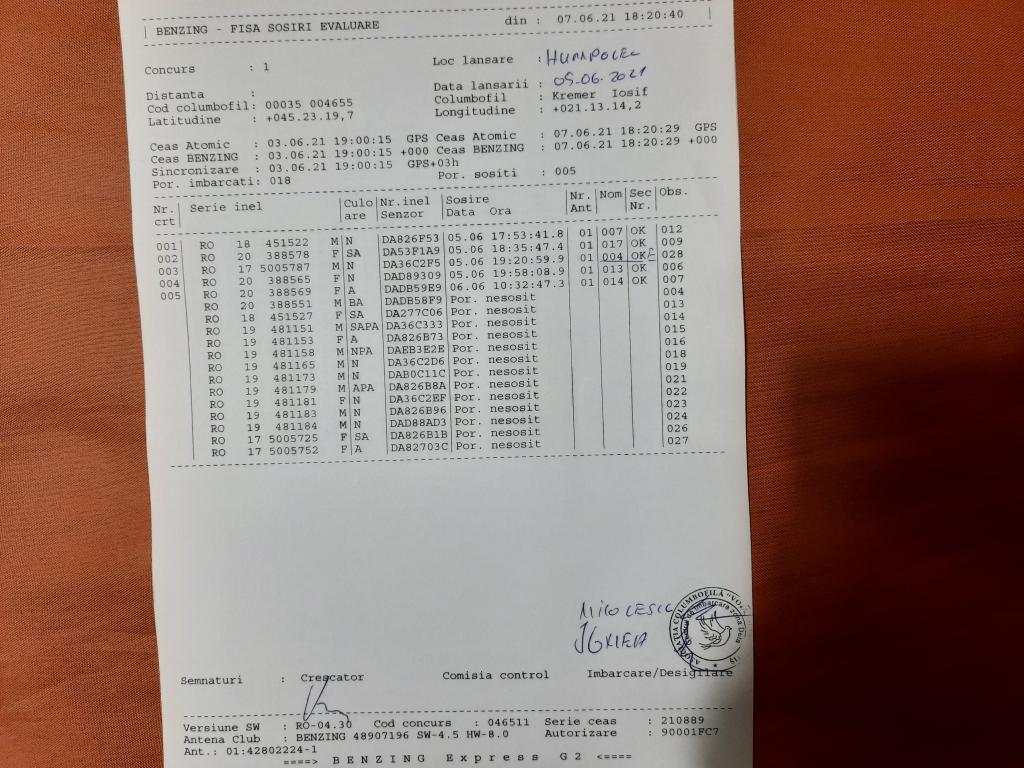 BENZING - FISA SOSIRI EVALUARE din : 07.06.21 18:20:40
Concurs : 1 Loc lansare : HUMPOLEC
Distanta : Data lansarii : 05-06-2021
Cod columbofil: 00035 004655 Columbofil : Kremer Iosif
Latitudine : +045.23.19,7 Longitudine : +021.13.14,2
Ceas Atomic : 03.06.21 19:00:15 GPS Ceas Atomic : 07.06.21 18:20:29 GPS
Ceas BENZING : 03.06.21 19:00:15 +000 Ceas BENZING : 07.06.21 18:20:29 +000
Sincronizare : 03.06.21 19:00:15 GPS+03h
Por. imbarcati: 018 Por. sositi : 005
Nr. Serie inel Culo Nr.inel Sosire Nr. Nom Sec Obs.
crt are Senzor Data Ora Ant Nr.
001 RO 18 451522 M N DA826F53 05.06 17:53:41.8 01 007 OK 012
002 RO 20 388578 F SA DA53F1A9 05.06 18:35:47.4 01 017 OK 009
003 RO 17 5005787 M N DA36C2F5 05.06 19:20:59.9 01 004 OK 028
004 RO 20 388565 F N DAD89309 05.06 19:58:08.9 01 013 OK 006
005 RO 20 388569 F A DADB59E9 06.06 10:32:47.3 01 014 OK 007
RO 20 388551 M BA DADB58F9 Por. nesosit 004
RO 18 451527 F SA DA277C06 Por. nesosit 013
RO 19 481151 M SAPA DA36C333 Por. nesosit 014
RO 19 481153 F A DA826B73 Por. nesosit 015
RO 19 481158 M NPA DAEB3E2E Por. nesosit 016
RO 19 481165 M N DA36C2D6 Por. nesosit 018
RO 19 481173 M N DAB0C11C Por. nesosit 019
RO 19 481179 M APA DA826B8A Por. nesosit 021
RO 19 481181 F N DA36C2EF Por. nesosit 022
RO 19 481183 M N DA826B96 Por. nesosit 023
RO 19 481184 M N DAD88AD3 Por. nesosit 024
RO 17 5005725 F SA DA826B1B Por. nesosit 026
RO 17 5005752 F A DA82703C Por. nesosit 027
ASOCIATIA COLUMBOFILĂ
Semnaturi : Crescator Comisia control Imbarcare/Desigilare
Versiune SW : RO-04.30 Cod concurs : 046511 Serie ceas : 210889
Antena Club : BENZING 48907196 SW-4.5 HW-8.0 Autorizare : 90001FC7
Ant.: 01:42802224-1
====> BENZING Express G2 <====